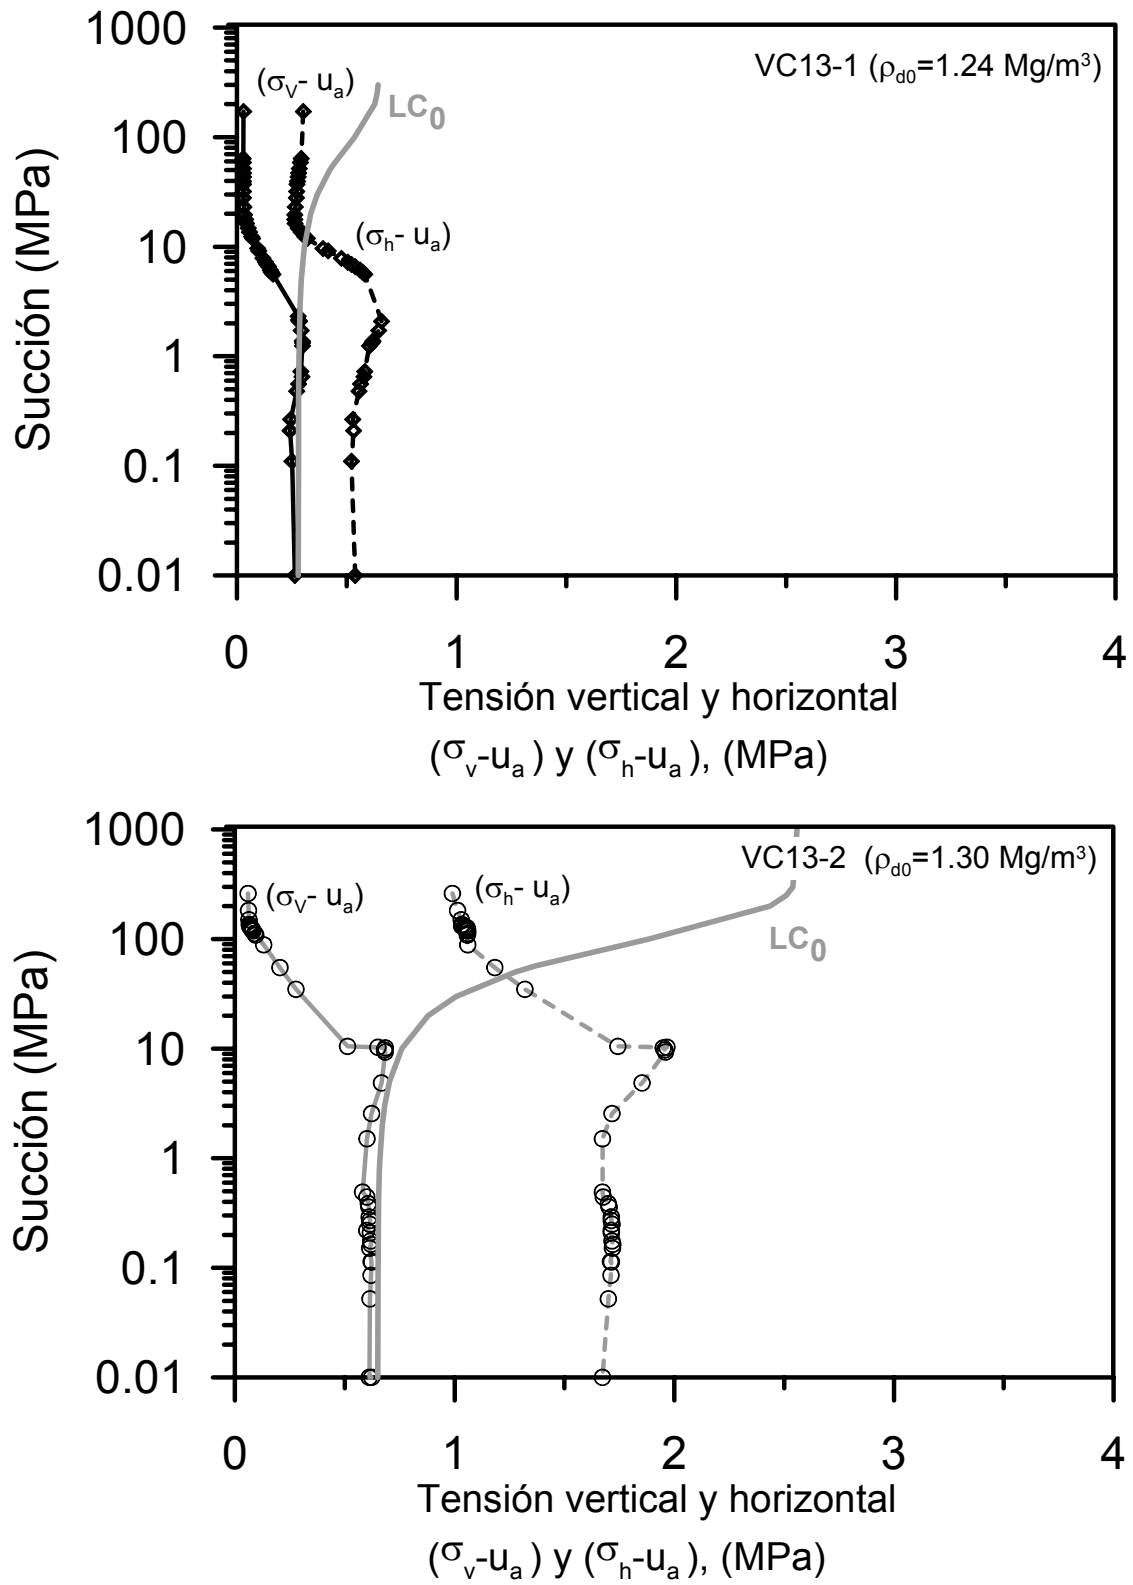 1000
100
10
1
0.1
0.01
Succión (MPa)
VC13-1 (ρd0=1.24 Mg/m³)
(σV- ua)
LC0
(σh- ua)
0 1 2 3 4
Tensión vertical y horizontal
(σv-ua) y (σh-ua), (MPa)
1000
100
10
1
0.1
0.01
Succión (MPa)
VC13-2 (ρd0=1.30 Mg/m³)
(σV- ua)
(σh- ua)
LC0
0 1 2 3 4
Tensión vertical y horizontal
(σv-ua) y (σh-ua), (MPa)